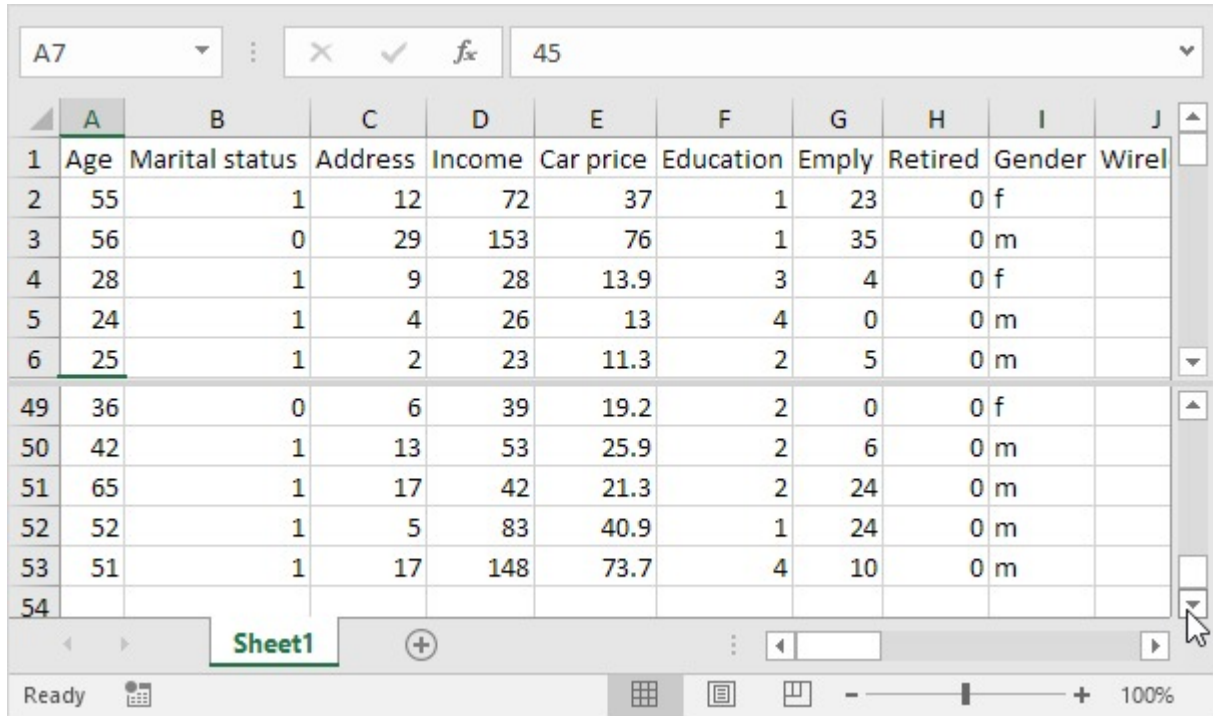 A7 fx 45
A B C D E F G H I J
1 Age Marital status Address Income Car price Education Emply Retired Gender Wirel
2 55 1 12 72 37 1 23 0 f
3 56 0 29 153 76 1 35 0 m
4 28 1 9 28 13.9 3 4 0 f
5 24 1 4 26 13 4 0 0 m
6 25 1 2 23 11.3 2 5 0 m
49 36 0 6 39 19.2 2 0 0 f
50 42 1 13 53 25.9 2 6 0 m
51 65 1 17 42 21.3 2 24 0 m
52 52 1 5 83 40.9 1 24 0 m
53 51 1 17 148 73.7 4 10 0 m
54
Sheet1
Ready 100%